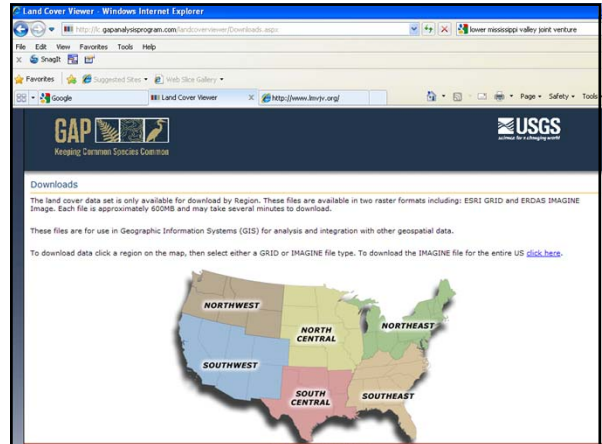 Land Cover Viewer - Windows Internet Explorer
http://lc.gapanalysisprogram.com/landcoverviewer/Downloads.aspx
lower mississippi valley joint venture
File Edit View Favorites Tools Help
x SnagIt
Favorites Suggested Sites Web Slice Gallery
Google Land Cover Viewer X http://www.lmvjv.org/ Page Safety Tools
GAP
Keeping Common Species Common
USGS
science for a changing world
Downloads
The land cover data set is only available for download by Region. These files are available in two raster formats including: ESRI GRID and ERDAS IMAGINE
Image. Each file is approximately 600MB and may take several minutes to download.
These files are for use in Geographic Information Systems (GIS) for analysis and integration with other geospatial data.
To download data click a region on the map, then select either a GRID or IMAGINE file type. To download the IMAGINE file for the entire US click here.
NORTHWEST
NORTH
CENTRAL
NORTHEAST
SOUTHWEST
SOUTH
CENTRAL
SOUTHEAST